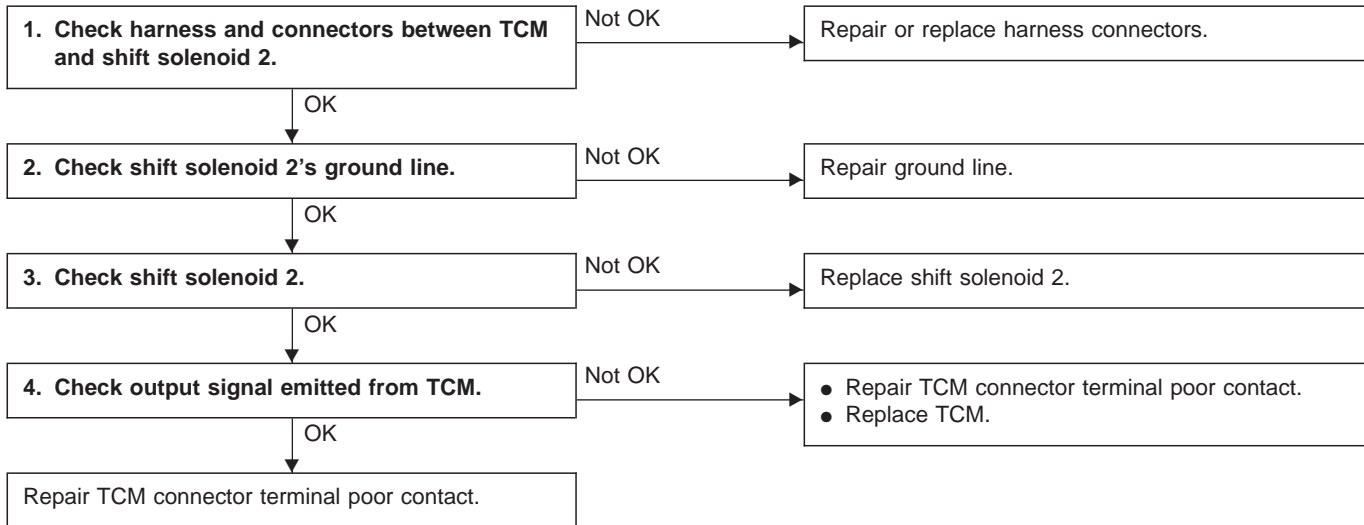 1. Check harness and connectors between TCM
and shift solenoid 2.
Not OK
Repair or replace harness connectors.
OK
2. Check shift solenoid 2’s ground line.
Not OK
Repair ground line.
OK
3. Check shift solenoid 2.
Not OK
Replace shift solenoid 2.
OK
4. Check output signal emitted from TCM.
Not OK
● Repair TCM connector terminal poor contact.
● Replace TCM.
OK
Repair TCM connector terminal poor contact.